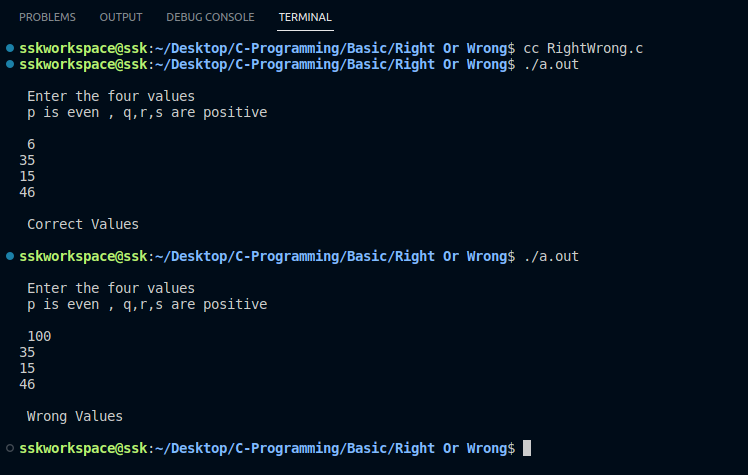 PROBLEMS OUTPUT DEBUG CONSOLE TERMINAL
sskworkspace@ssk:~/Desktop/C-Programming/Basic/Right Or Wrong$ cc RightWrong.c
sskworkspace@ssk:~/Desktop/C-Programming/Basic/Right Or Wrong$ ./a.out
Enter the four values
p is even , q,r,s are positive
6
35
15
46
Correct Values
sskworkspace@ssk:~/Desktop/C-Programming/Basic/Right Or Wrong$ ./a.out
Enter the four values
p is even , q,r,s are positive
100
35
15
46
Wrong Values
sskworkspace@ssk:~/Desktop/C-Programming/Basic/Right Or Wrong$